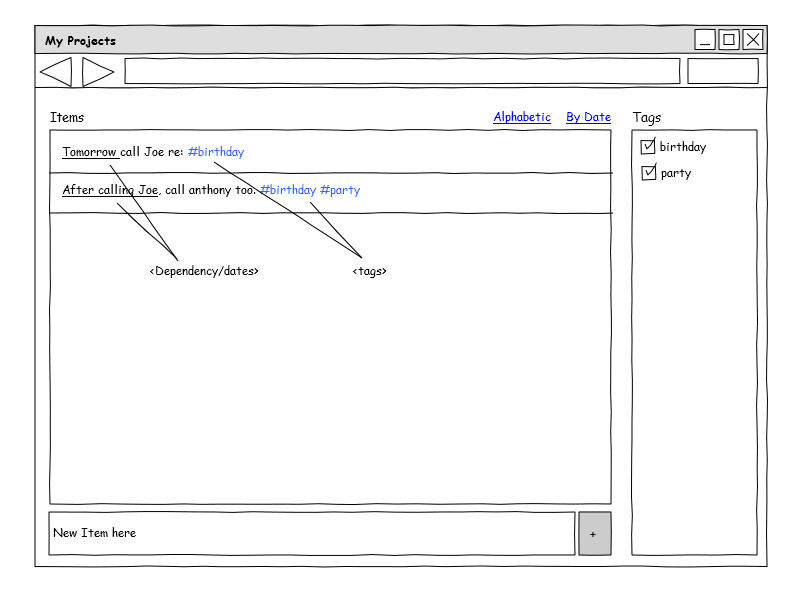 My Projects
Items
Alphabetic By Date
Tags
Tomorrow call Joe re: #birthday
After calling Joe, call anthony too. #birthday #party
<Dependency/dates>
<tags>
birthday
party
New Item here
+